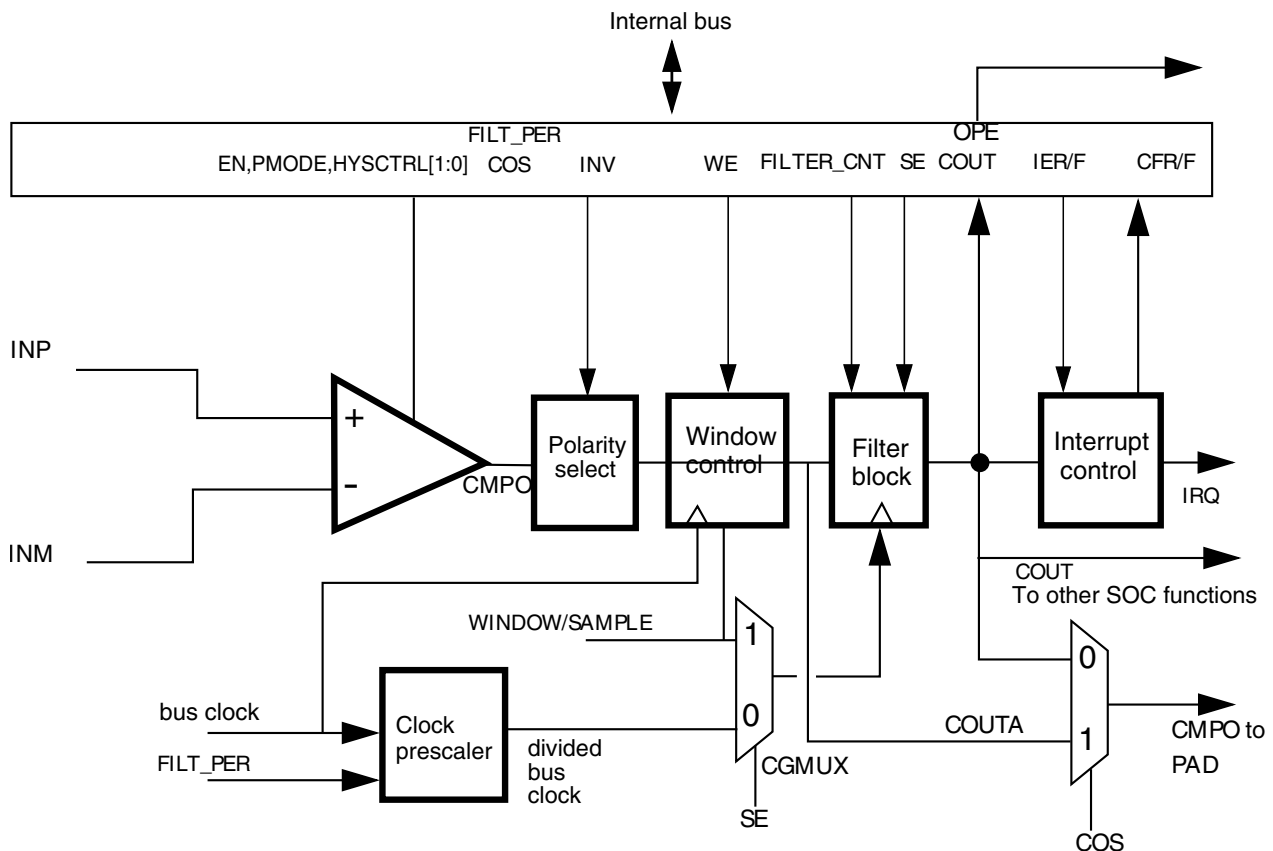 Internal bus
FILT_PER
OPE
EN,PMODE,HYSCTRL[1:0]
COS
INV
WE
FILTER_CNT
SE
COUT
IER/F
CFR/F
INP
+
-
INM
CMPO
Polarity
select
Window
control
Filter
block
Interrupt
control
IRQ
COUT
To other SOC functions
WINDOW/SAMPLE
1
0
CGMUX
SE
bus clock
FILT_PER
Clock
prescaler
divided
bus
clock
COUTA
0
1
COS
CMPO to
PAD